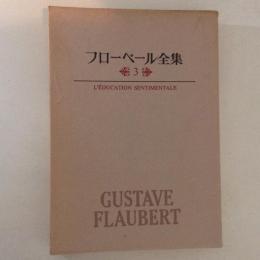 フローベール全集
3
L'ÉDUCATION SENTIMENTALE
GUSTAVE
FLAUBERT